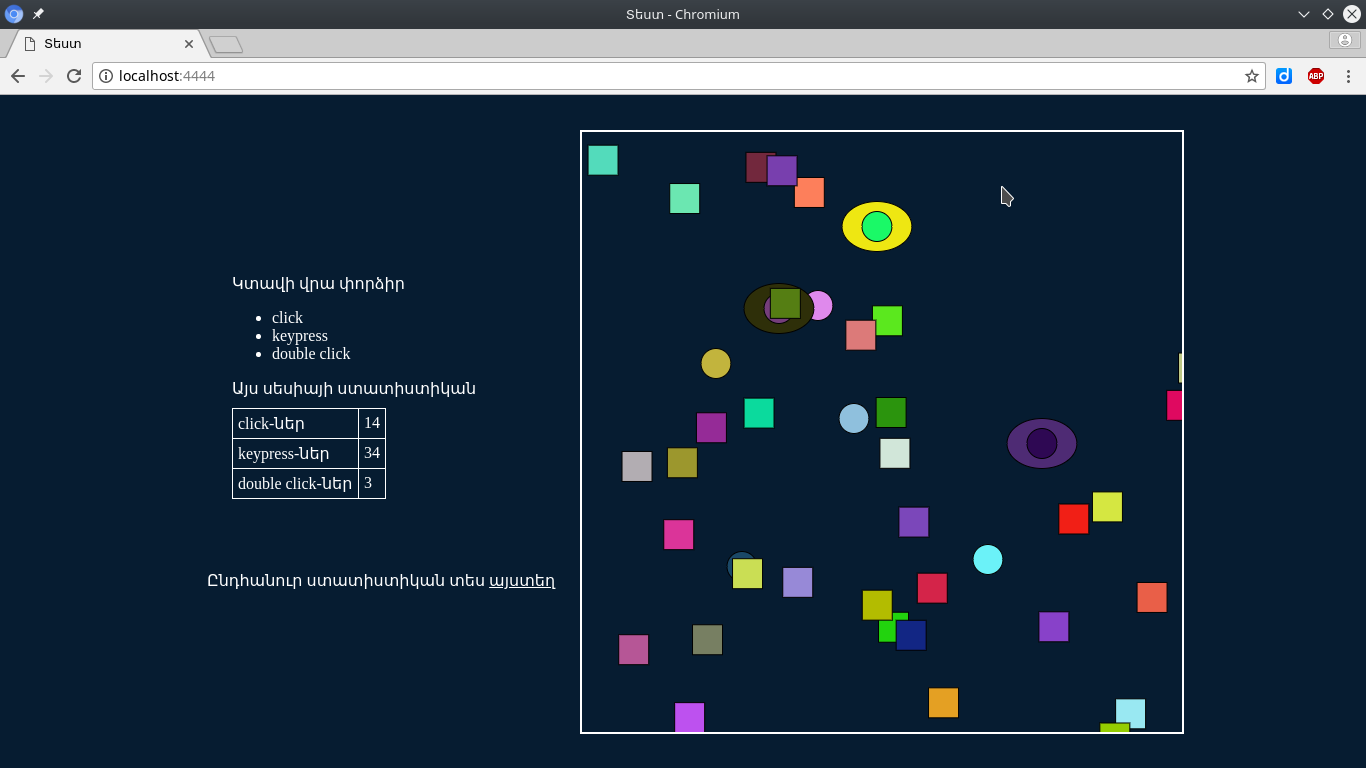 Տեստ - Chromium
Տեստ
localhost:4444
ABP
Կտավի վրա փորձիր
click
keypress
double click
Այս սեսիայի ստատիստիկան
click-ներ 14
keypress-ներ 34
double click-ներ 3
Ընդհանուր ստատիստիկան տես այստեղ